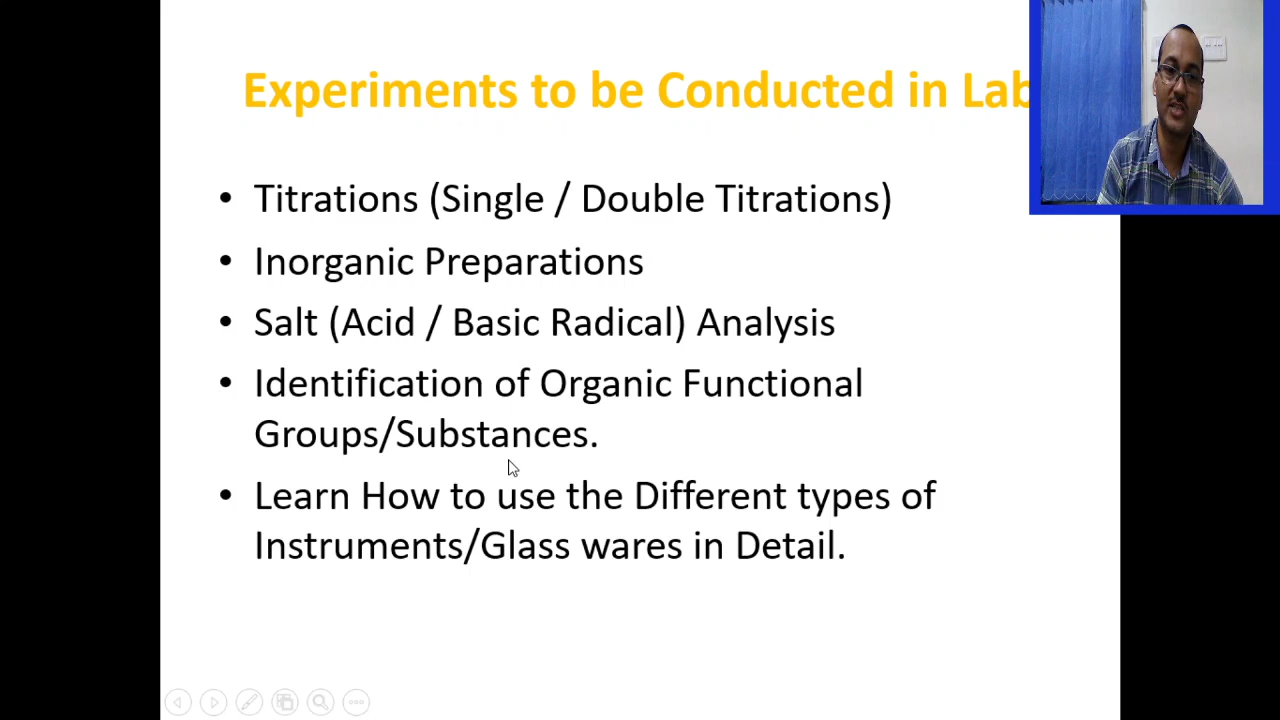 Experiments to be Conducted in Lab
• Titrations (Single / Double Titrations)
• Inorganic Preparations
• Salt (Acid / Basic Radical) Analysis
• Identification of Organic Functional
Groups/Substances.
• Learn How to use the Different types of
Instruments/Glass wares in Detail.